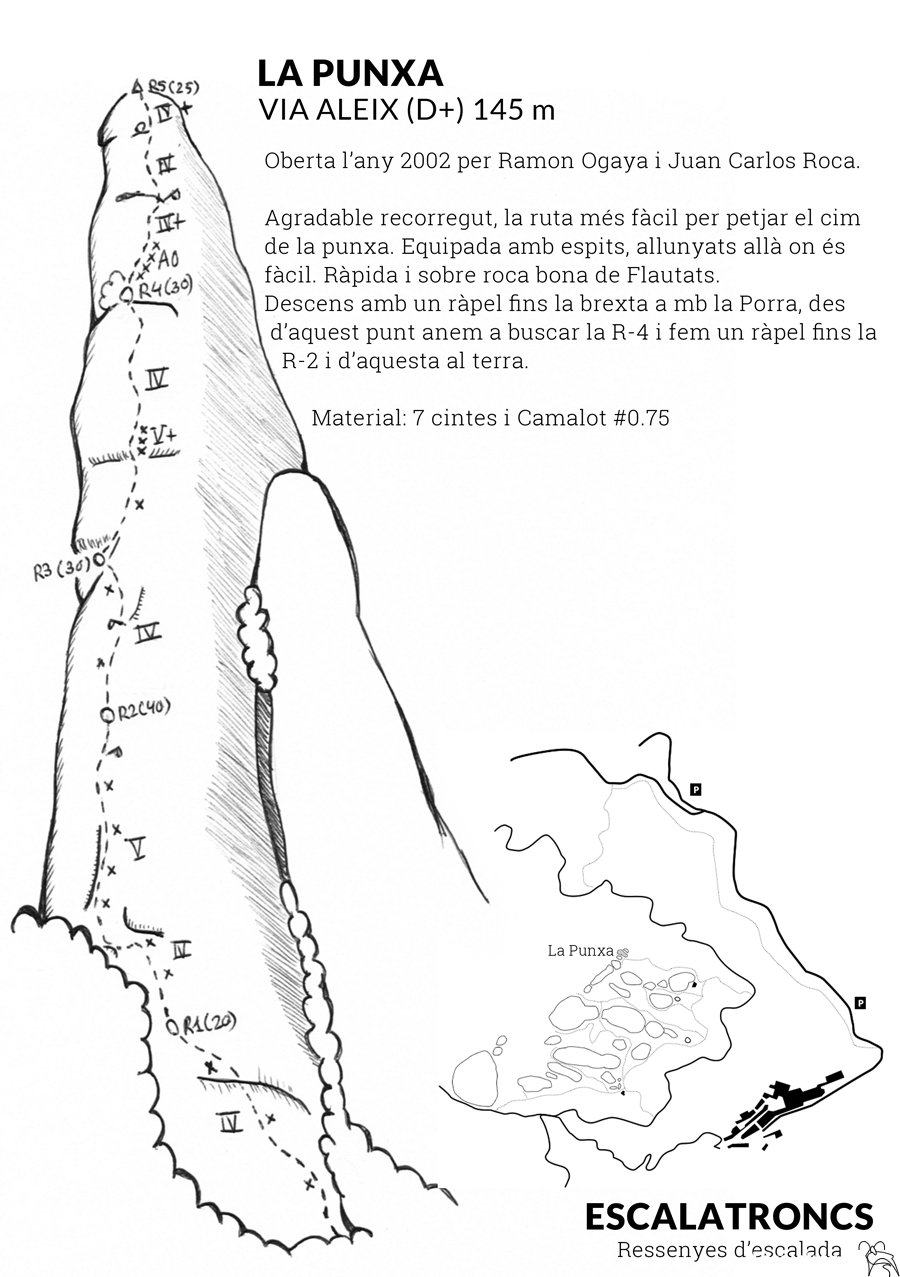 LA PUNXA
VIA ALEIX (D+) 145 m
Oberta l'any 2002 per Ramon Ogaya i Juan Carlos Roca.
Agradable recorregut, la ruta més fàcil per petjar el cim
de la punxa. Equipada amb espits, allunyats allà on és
fàcil. Ràpida i sobre roca bona de Flautats.
Descens amb un ràpel fins la brexta a mb la Porra, des
d'aquest punt anem a buscar la R-4 i fem un ràpel fins la
R-2 i d'aquesta al terra.
Material: 7 cintes i Camalot #0.75
R5(25)
IV+
IV
IV+
A0
R4(30)
IV
V+
R3(30)
IV
R2(40)
V
IV
R1(20)
IV
P
La Punxa
P
ESCALATRONCS
Ressenyes d'escalada